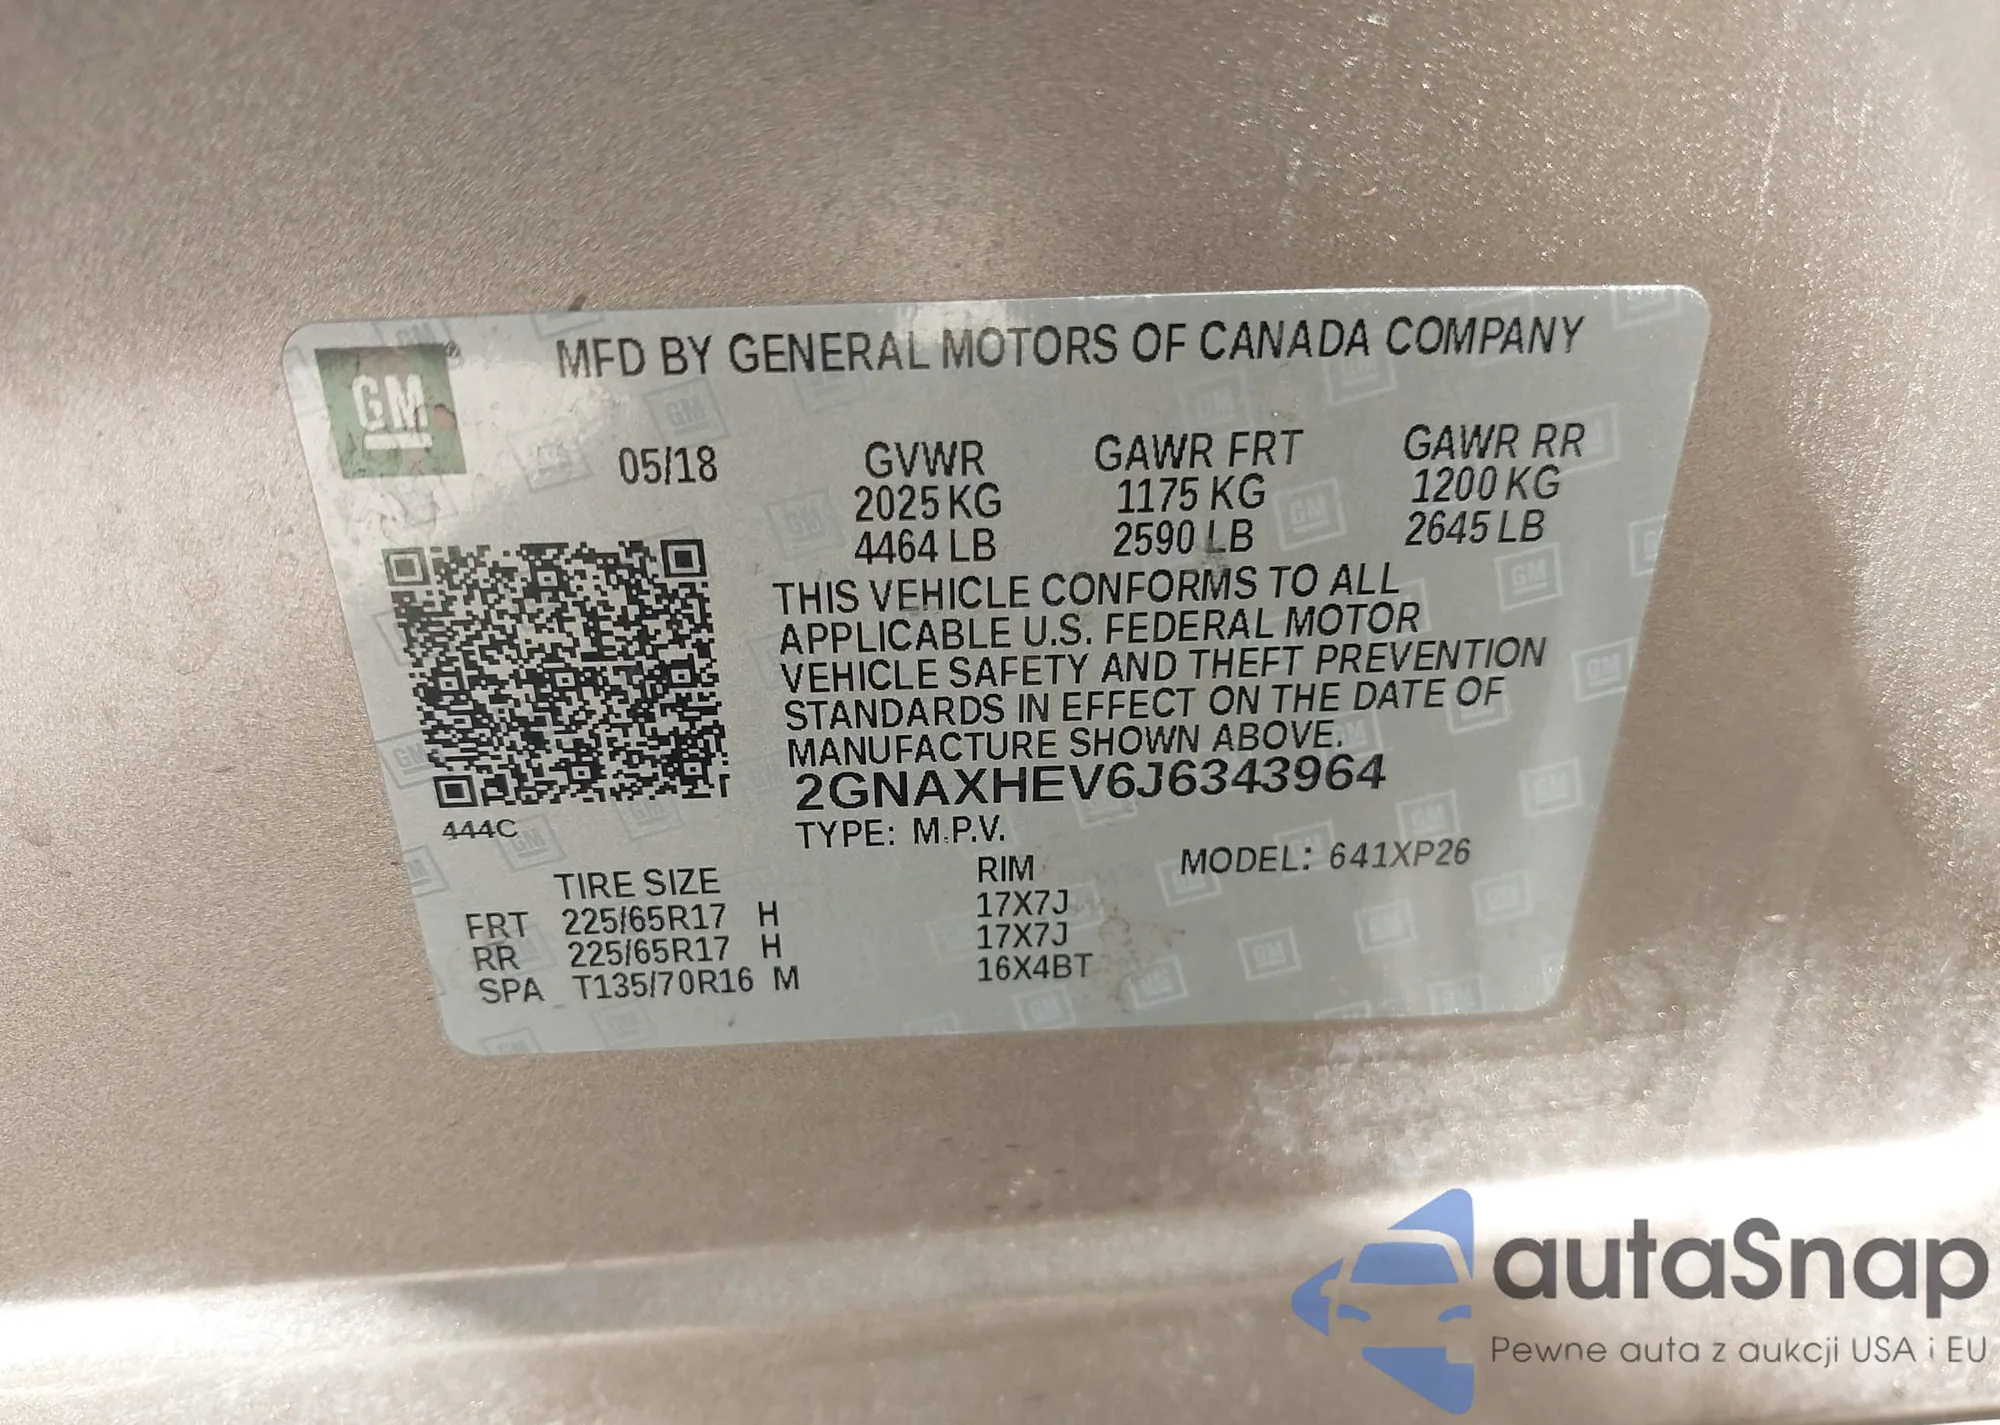 GM
MFD BY GENERAL MOTORS OF CANADA COMPANY
05/18
GVWR GAWR FRT GAWR RR
2025 KG 1175 KG 1200 KG
4464 LB 2590 LB 2645 LB
THIS VEHICLE CONFORMS TO ALL
APPLICABLE U.S. FEDERAL MOTOR
VEHICLE SAFETY AND THEFT PREVENTION
STANDARDS IN EFFECT ON THE DATE OF
MANUFACTURE SHOWN ABOVE.
2GNAXHEV6J6343964
444C
TYPE: M.P.V.
MODEL: 641XP26
TIRE SIZE RIM
FRT 225/65R17 H 17X7J
RR 225/65R17 H 17X7J
SPA T135/70R16 M 16X4BT
autaSnap
Pewne auta z aukcji USA i EU